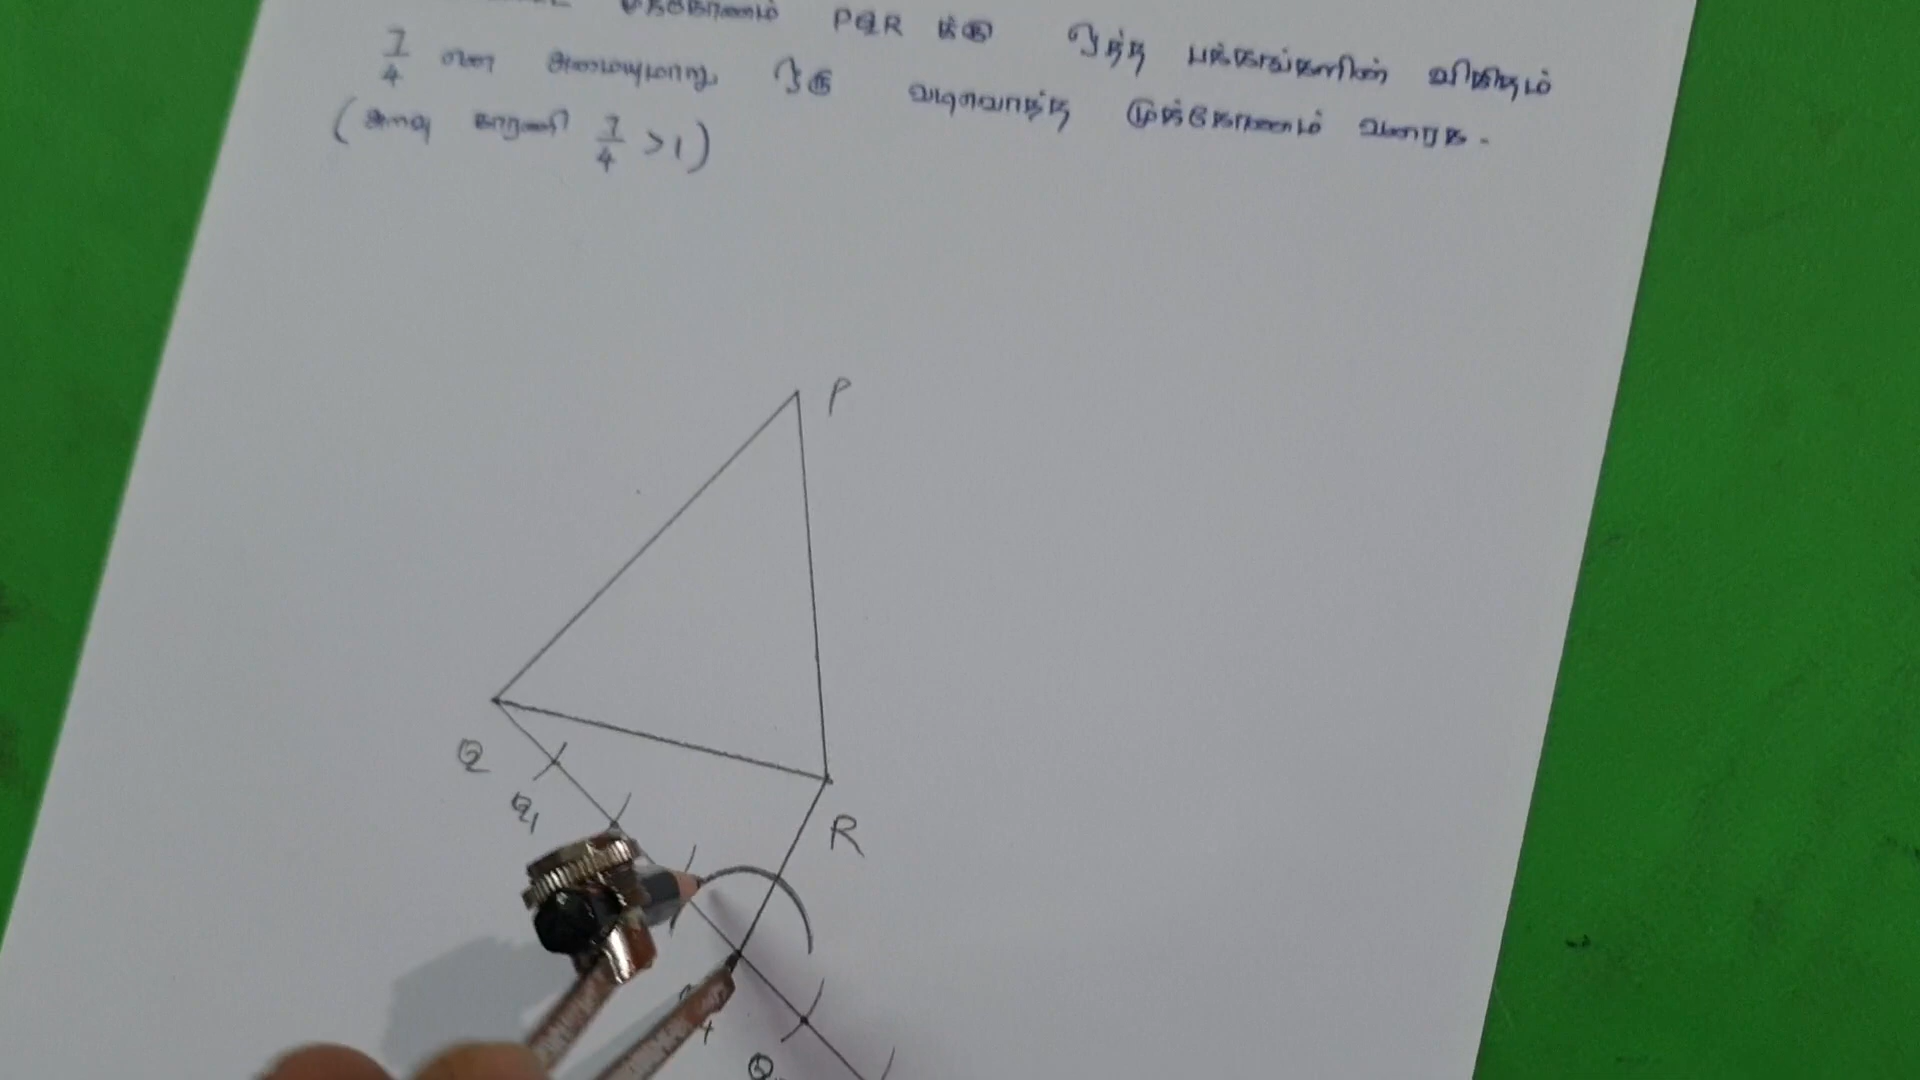 முக்கோணம் PQR க்கு ஒத்த பக்கங்களின் விகிதம்
7/4 என அமையுமாறு ஒரு வடிவொத்த முக்கோணம் வரைக.
(அளவு காரணி 7/4 > 1)
P
Q
R
Q1